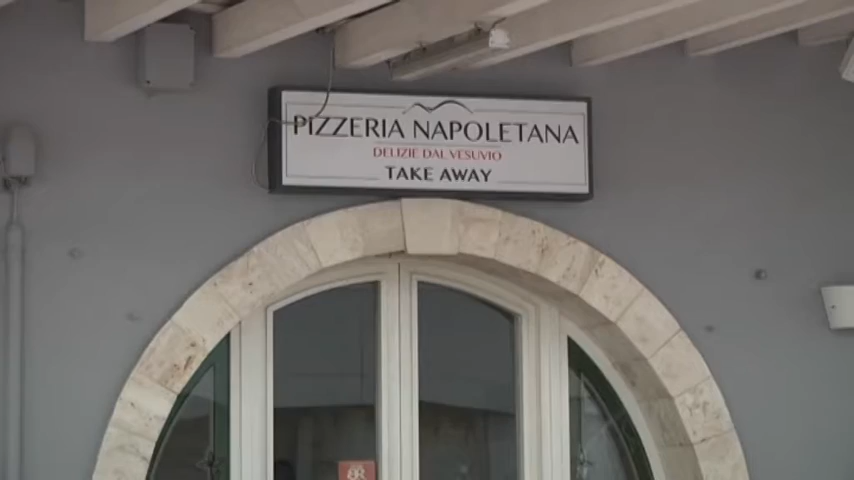 PIZZERIA NAPOLETANA
DELIZIE DAL VESUVIO
TAKE AWAY